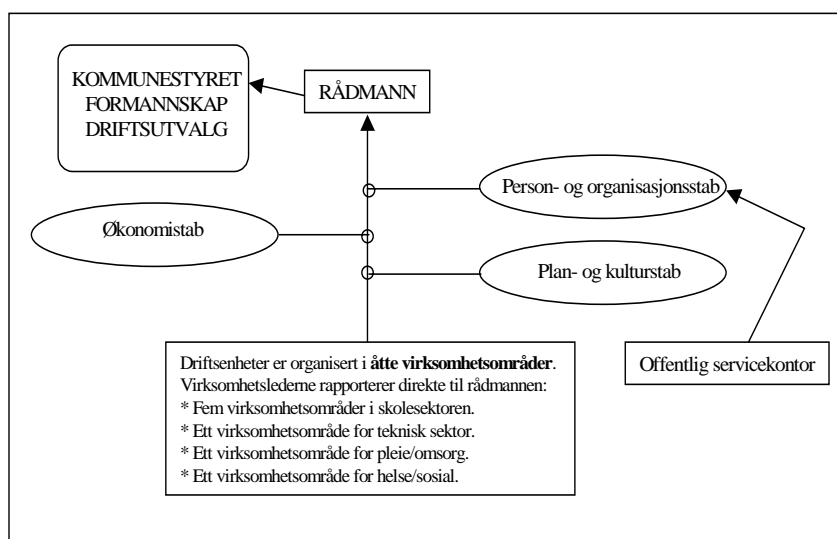 KOMMUNESTYRET
FORMANNSKAP
DRIFTSUTVALG
RÅDMANN
Person- og organisasjonsstab
Økonomistab
Plan- og kulturstab
Driftsenheter er organisert i åtte virksomhetsområder.
Virksomhetslederne rapporterer direkte til rådmannen:
* Fem virksomhetsområder i skolesektoren.
* Ett virksomhetsområde for teknisk sektor.
* Ett virksomhetsområde for pleie/omsorg.
* Ett virksomhetsområde for helse/sosial.
Offentlig servicekontor